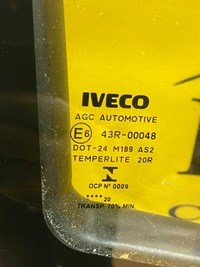 IVECO
AGC AUTOMOTIVE
E6 43R-00048
DOT-24 M189 AS2
TEMPERLITE 20R
OCP Nº 0009
**** 20
TRANSP. 70% MIN